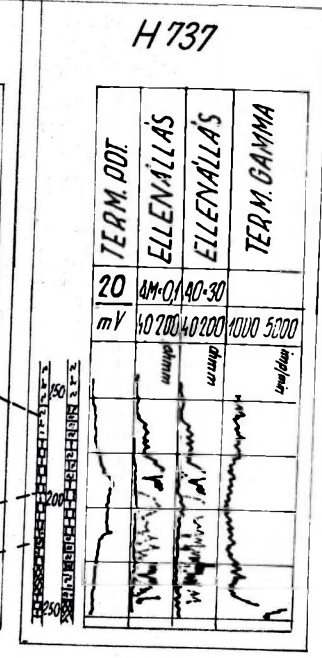 H 737
TERM. POT.
ELLENÁLLÁS
ELLENÁLLÁS
TERM. GAMMA
20 AM=0,1 AO=30
mV 40 200 40 200 1000 5000
ohmm
ohmm
imp/min
150
200
250